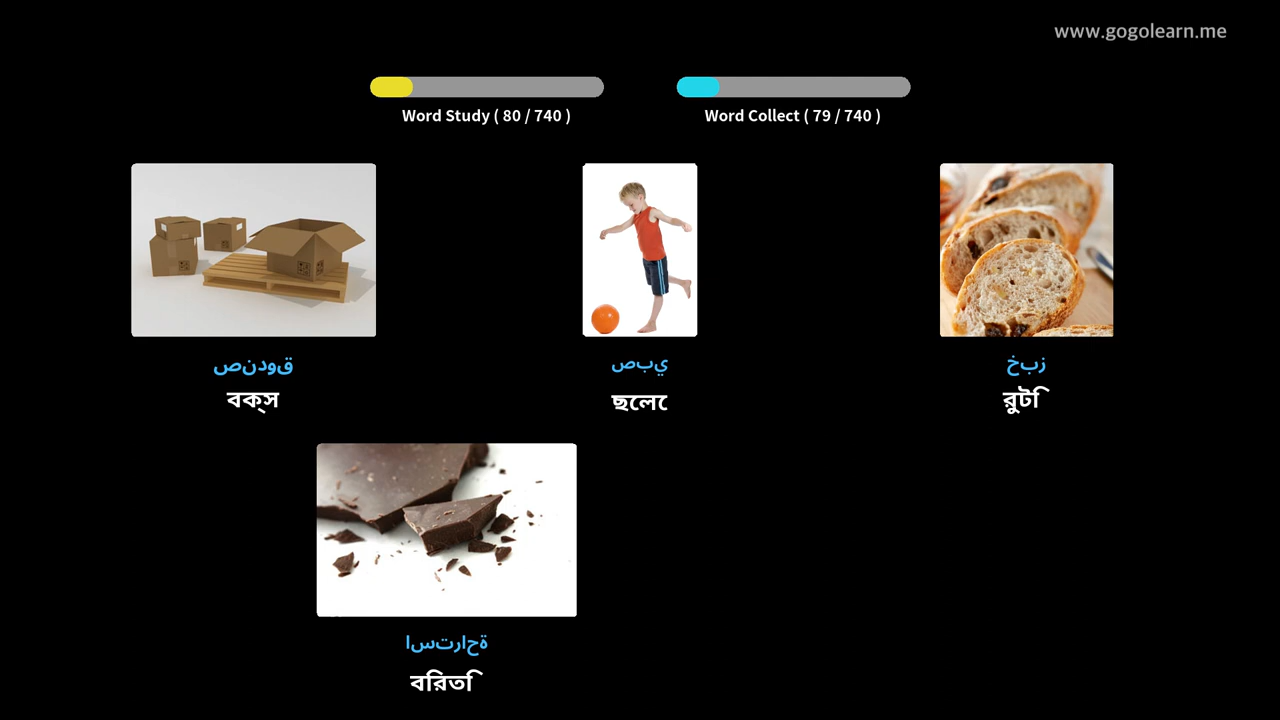 www.gogolearn.me
Word Study ( 80 / 740 )
Word Collect ( 79 / 740 )
صندوق
বক্স
صبي
ছেলে
خبز
রুটি
استراحة
বিরতি